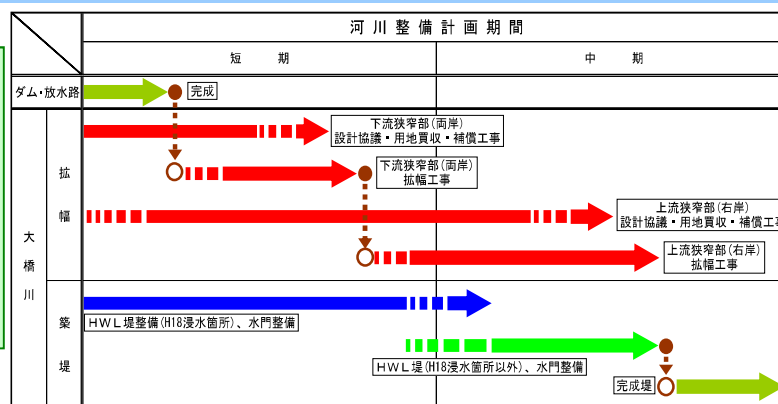 河川整備計画期間
短期
中期
ダム・放水路
完成
大橋川
拡幅
下流狭窄部(両岸)
設計協議・用地買収・補償工事
下流狭窄部(両岸)
拡幅工事
上流狭窄部(右岸)
設計協議・用地買収・補償工事
上流狭窄部(右岸)
拡幅工事
築堤
HWL堤整備(H18浸水箇所)、水門整備
HWL堤(H18浸水箇所以外)、水門整備
完成堤